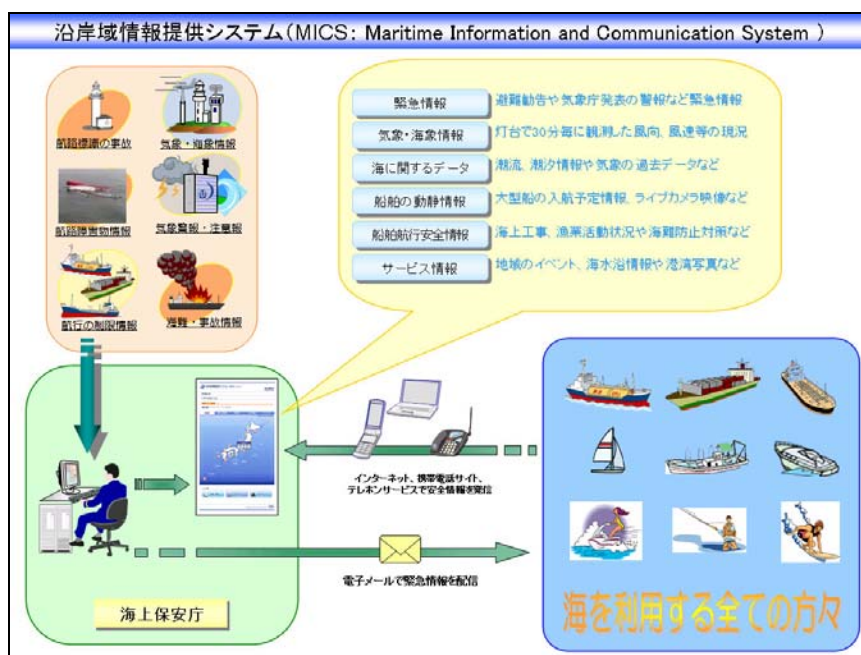 沿岸域情報提供システム(MICS: Maritime Information and Communication System )
航路標識の事故
気象・海象情報
航路障害物情報
気象警報・注意報
航行の制限情報
海難・事故情報
緊急情報
避難勧告や気象庁発表の警報など緊急情報
気象・海象情報
灯台で30分毎に観測した風向、風速等の現況
海に関するデータ
潮流、潮汐情報や気象の過去データなど
船舶の動静情報
大型船の入航予定情報、ライブカメラ映像など
船舶航行安全情報
海上工事、漁業活動状況や海難防止対策など
サービス情報
地域のイベント、海水浴情報や港湾写真など
インターネット、携帯電話サイト、
テレホンサービスで安全情報を発信
電子メールで緊急情報を配信
海上保安庁
海を利用する全ての方々